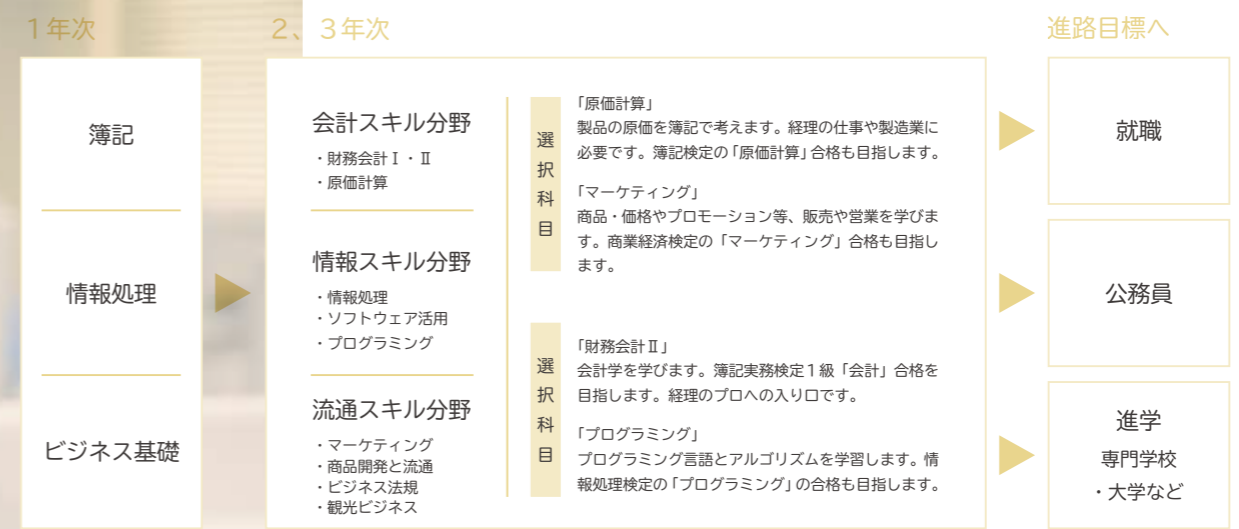 1年次
簿記
情報処理
ビジネス基礎
2、3年次
会計スキル分野
・財務会計Ⅰ・Ⅱ
・原価計算
情報スキル分野
・情報処理
・ソフトウェア活用
・プログラミング
流通スキル分野
・マーケティング
・商品開発と流通
・ビジネス法規
・観光ビジネス
選択科目
「原価計算」
製品の原価を簿記で考えます。経理の仕事や製造業に
必要です。簿記検定の「原価計算」合格も目指します。
「マーケティング」
商品・価格やプロモーション等、販売や営業を学びま
す。商業経済検定の「マーケティング」合格も目指し
ます。
選択科目
「財務会計Ⅱ」
会計学を学びます。簿記実務検定1級「会計」合格を
目指します。経理のプロへの入り口です。
「プログラミング」
プログラミング言語とアルゴリズムを学習します。情
報処理検定の「プログラミング」の合格も目指します。
進路目標へ
就職
公務員
進学
専門学校
・大学など